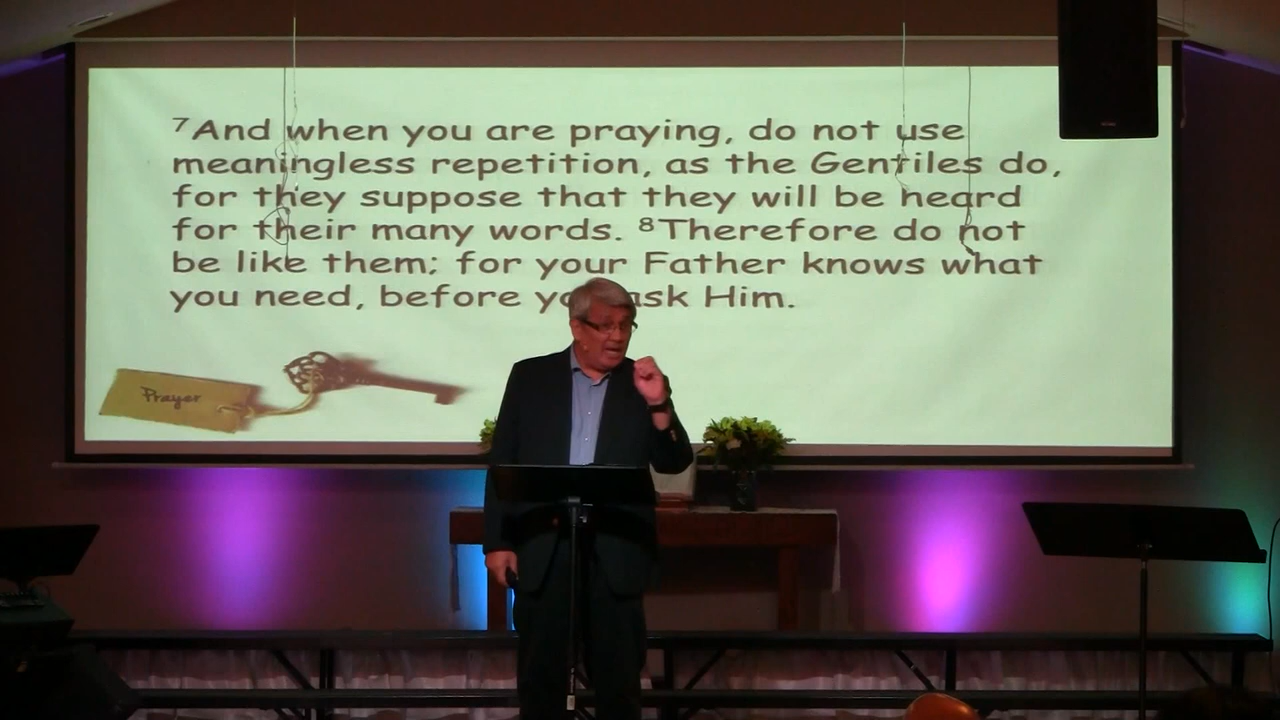 ⁷And when you are praying, do not use
meaningless repetition, as the Gentiles do,
for they suppose that they will be heard
for their many words. ⁸Therefore do not
be like them; for your Father knows what
you need, before you ask Him.
Prayer